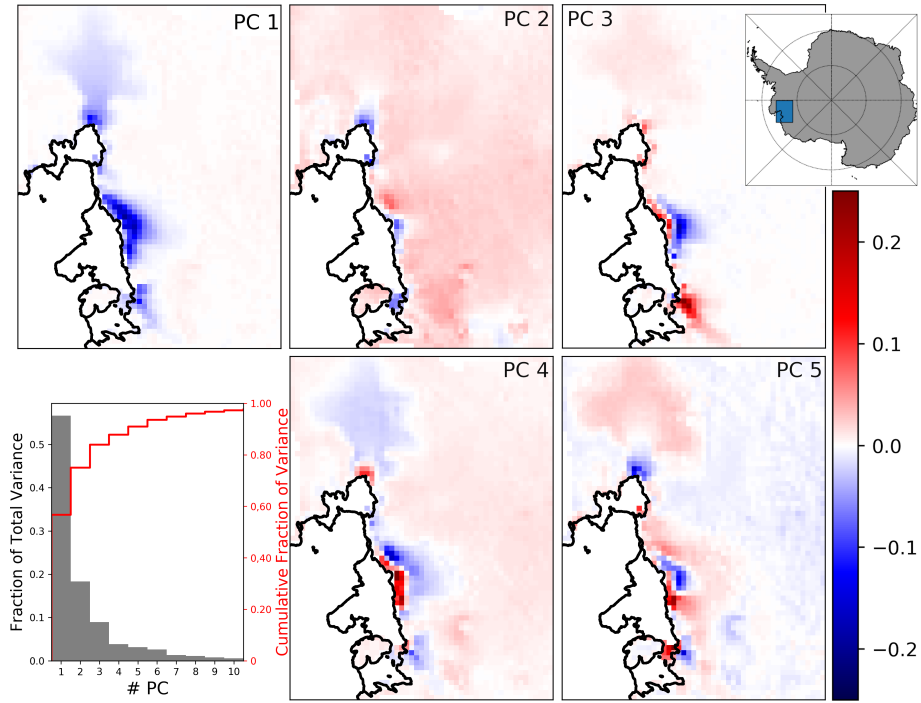 PC 1
PC 2
PC 3
0.2
0.1
0.0
−0.1
−0.2
PC 4
PC 5
Fraction of Total Variance
0.5
0.4
0.3
0.2
0.1
0.0
1 2 3 4 5 6 7 8 9 10
# PC
1.00
0.80
0.60
0.40
0.20
0
Cumulative Fraction of Variance